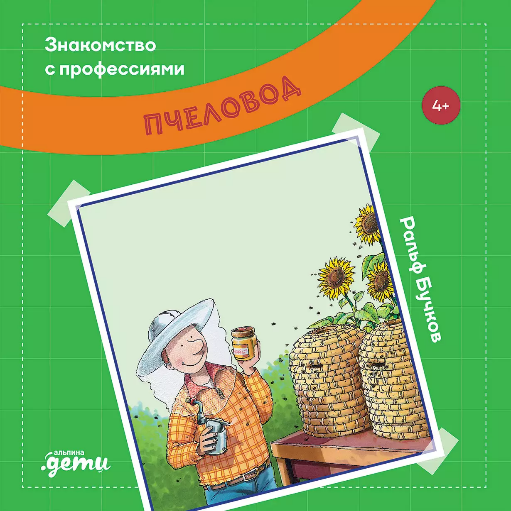 Знакомство
с профессиями
ПЧЕЛОВОД
4+
Ральф Бучков
альпина
.дети